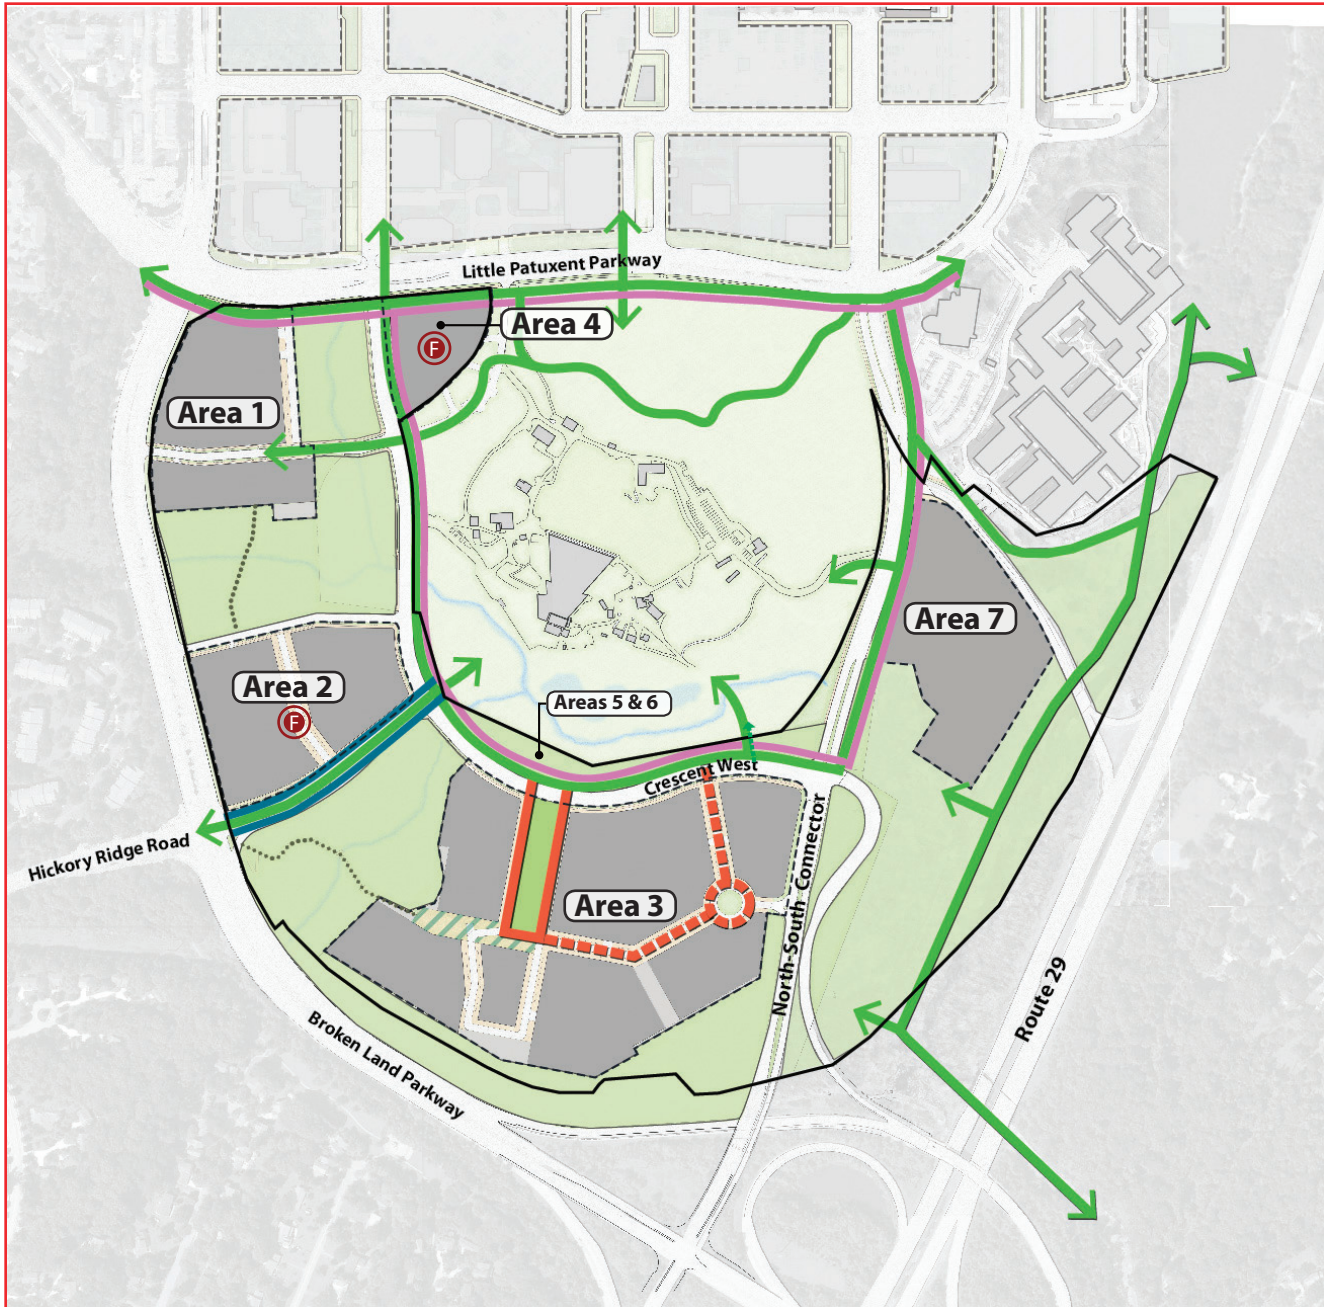 Little Patuxent Parkway
Area 4
F
Area 1
Area 7
Area 2
F
Areas 5 & 6
Crescent West
Hickory Ridge Road
North-South Connector
Area 3
Route 29
Broken Land Parkway